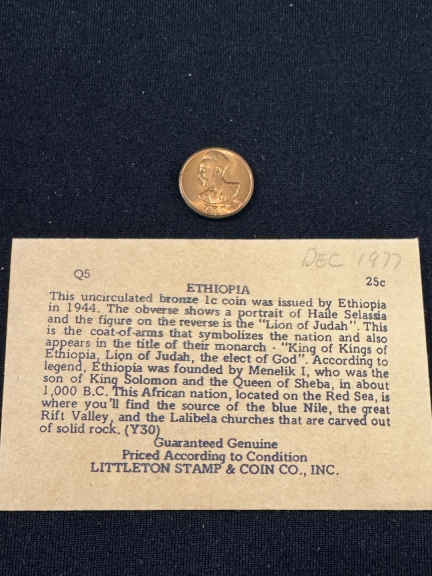 DEC 1977
Q5
25c
ETHIOPIA
This uncirculated bronze 1c coin was issued by Ethiopia
in 1944. The obverse shows a portrait of Haile Selassia
and the figure on the reverse is the "Lion of Judah". This
is the coat-of-arms that symbolizes the nation and also
appears in the title of their monarch - "King of Kings of
Ethiopia, Lion of Judah, the elect of God". According to
legend, Ethiopia was founded by Menelik I, who was the
son of King Solomon and the Queen of Sheba, in about
1,000 B.C. This African nation, located on the Red Sea, is
where you'll find the source of the blue Nile, the great
Rift Valley, and the Lalibela churches that are carved out
of solid rock. (Y30)
Guaranteed Genuine
Priced According to Condition
LITTLETON STAMP & COIN CO., INC.